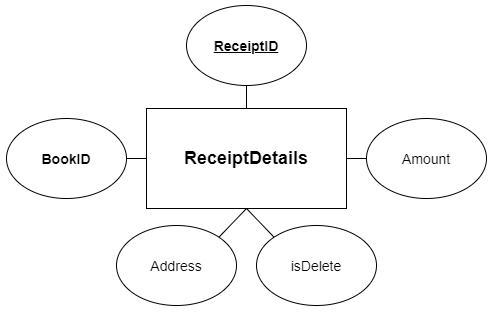 ReceiptID
BookID
ReceiptDetails
Amount
Address
isDelete